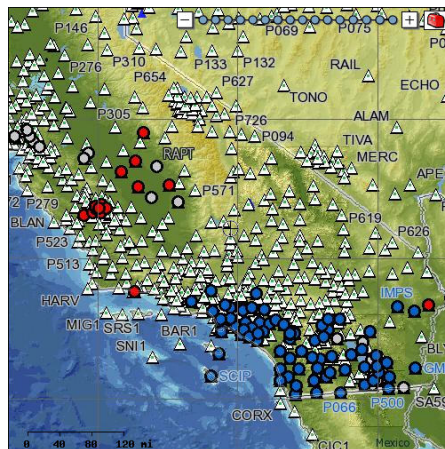 P146
P069
P075
P0
P276
P310
P133
P132
RAIL
ECHO
P654
P627
TONO
P305
P726
ALAM
P094
TIVA
RAPT
MERC
APE
P571
P279
P619
BLAN
P626
P523
P513
IMPS
HARV
MIG1
SRS1
SNI1
BAR1
BLY
SCIP
GM
P066
P500
SA59
CORX
CIC1
Mexico
0 40 80 120 mi